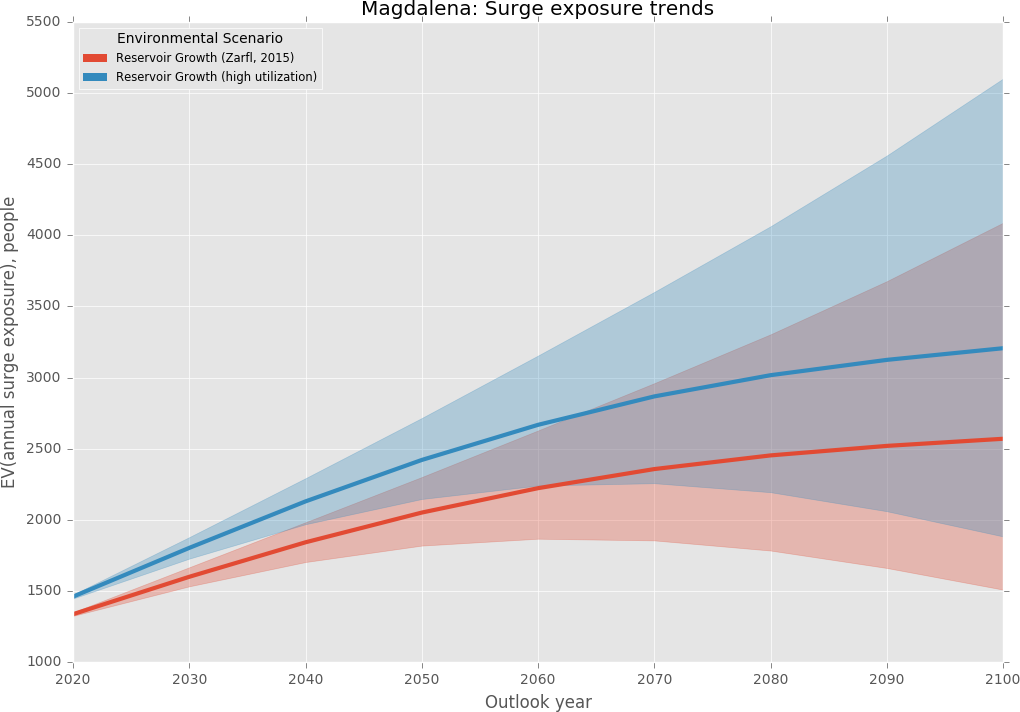 Magdalena: Surge exposure trends
Environmental Scenario
Reservoir Growth (Zarfl, 2015)
Reservoir Growth (high utilization)
EV(annual surge exposure), people
5500
5000
4500
4000
3500
3000
2500
2000
1500
1000
2020 2030 2040 2050 2060 2070 2080 2090 2100
Outlook year